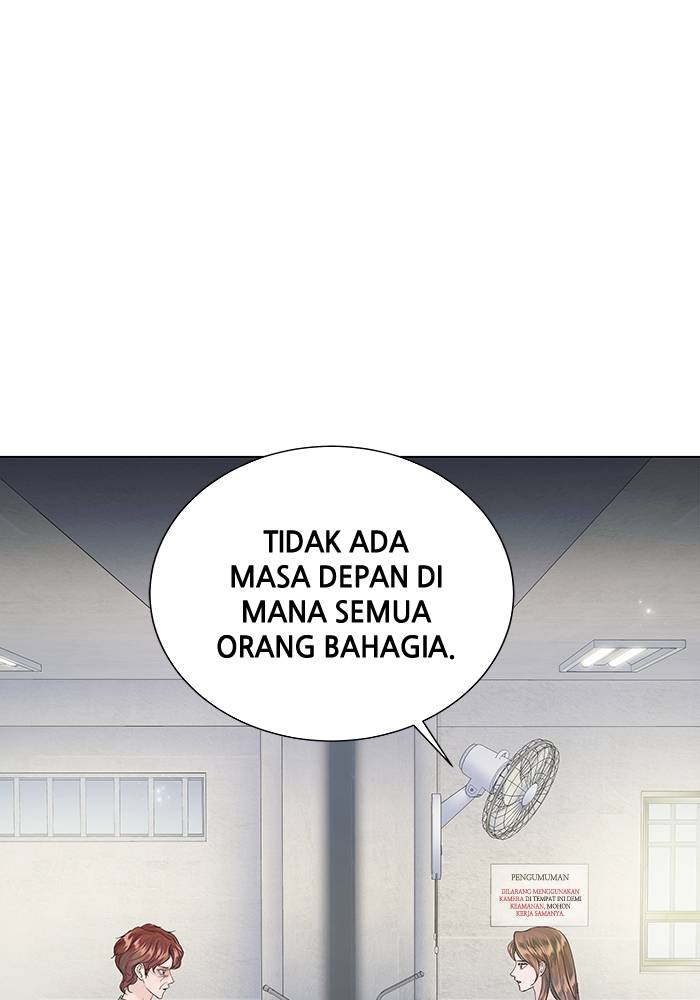 TIDAK ADA
MASA DEPAN DI
MANA SEMUA
ORANG BAHAGIA.
PENGUMUMAN
DILARANG MENGGUNAKAN
KAMERA DI TEMPAT INI DEMI
KEAMANAN, MOHON
KERJA SAMANYA.